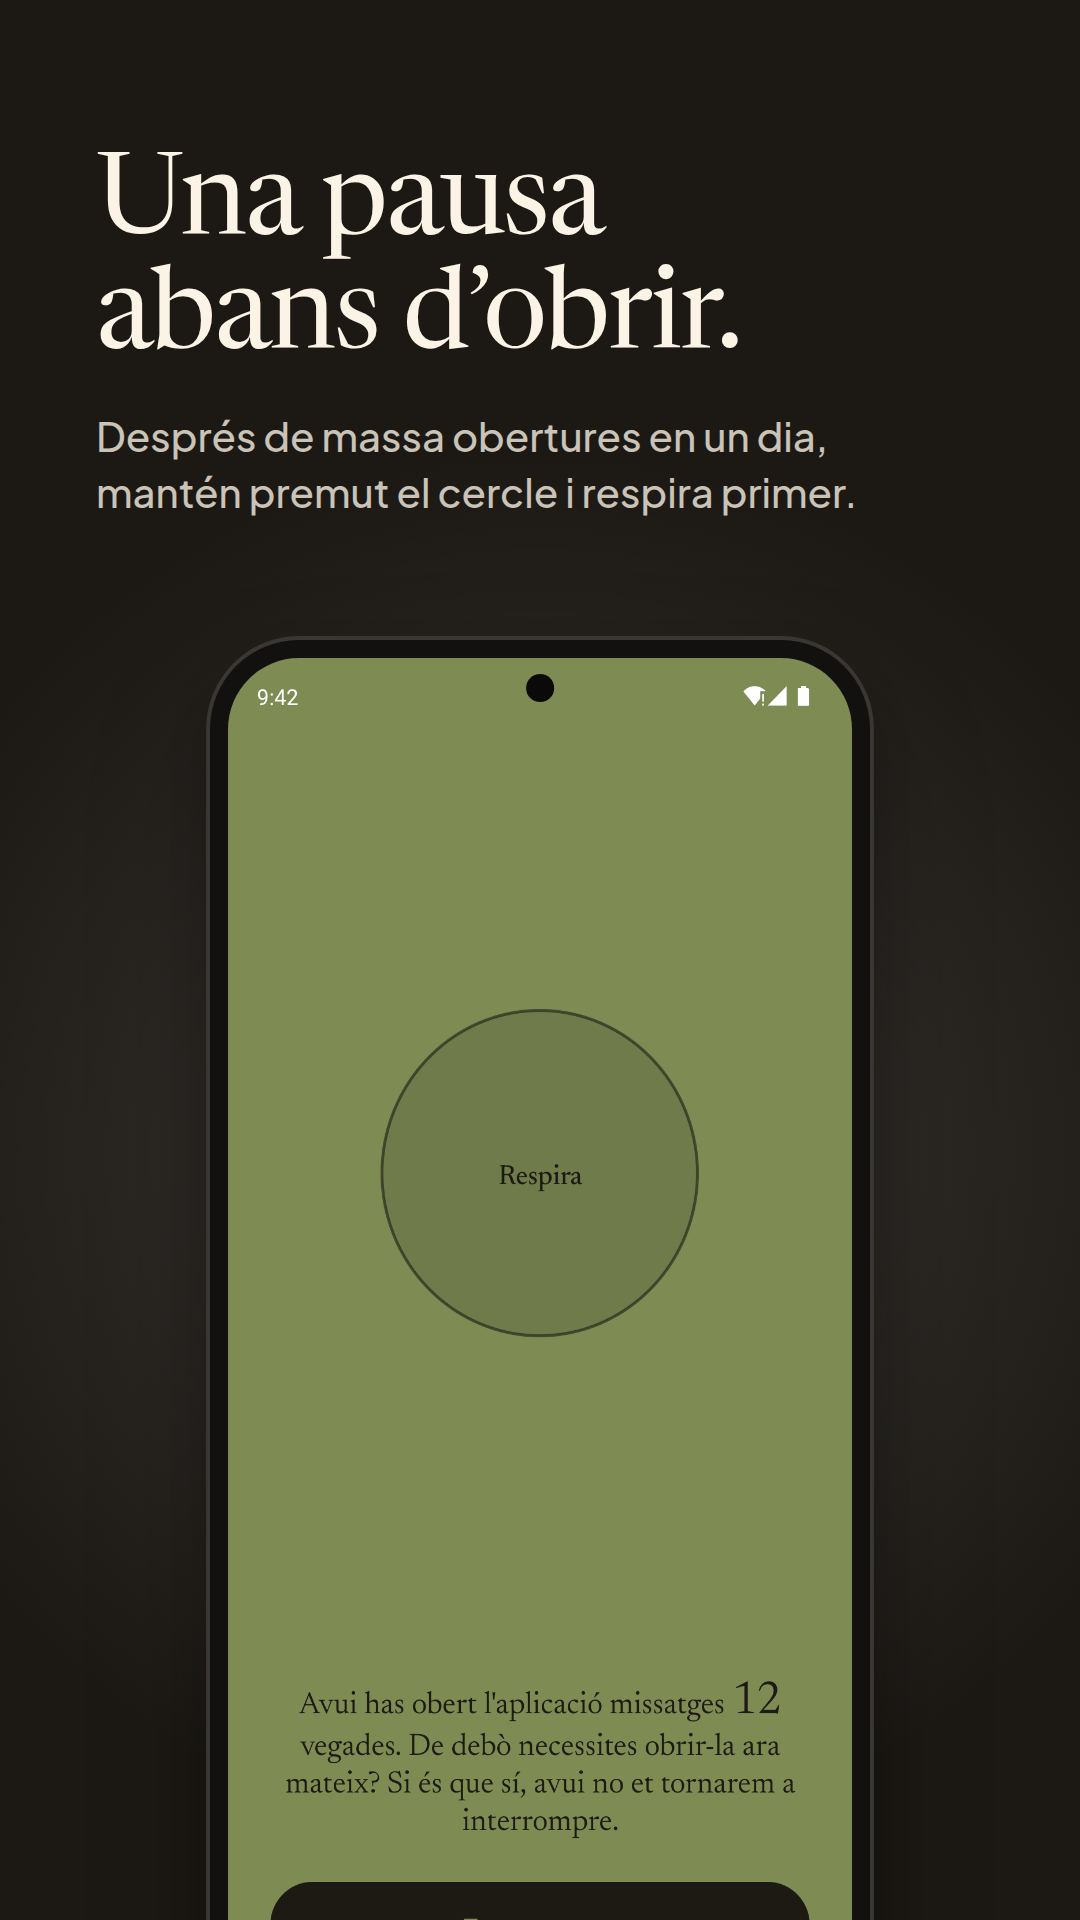 Una pausa
abans d’obrir.
Després de massa obertures en un dia,
mantén premut el cercle i respira primer.
9:42
Respira
Avui has obert l'aplicació missatges 12
vegades. De debò necessites obrir-la ara
mateix? Si és que sí, avui no et tornarem a
interrompre.